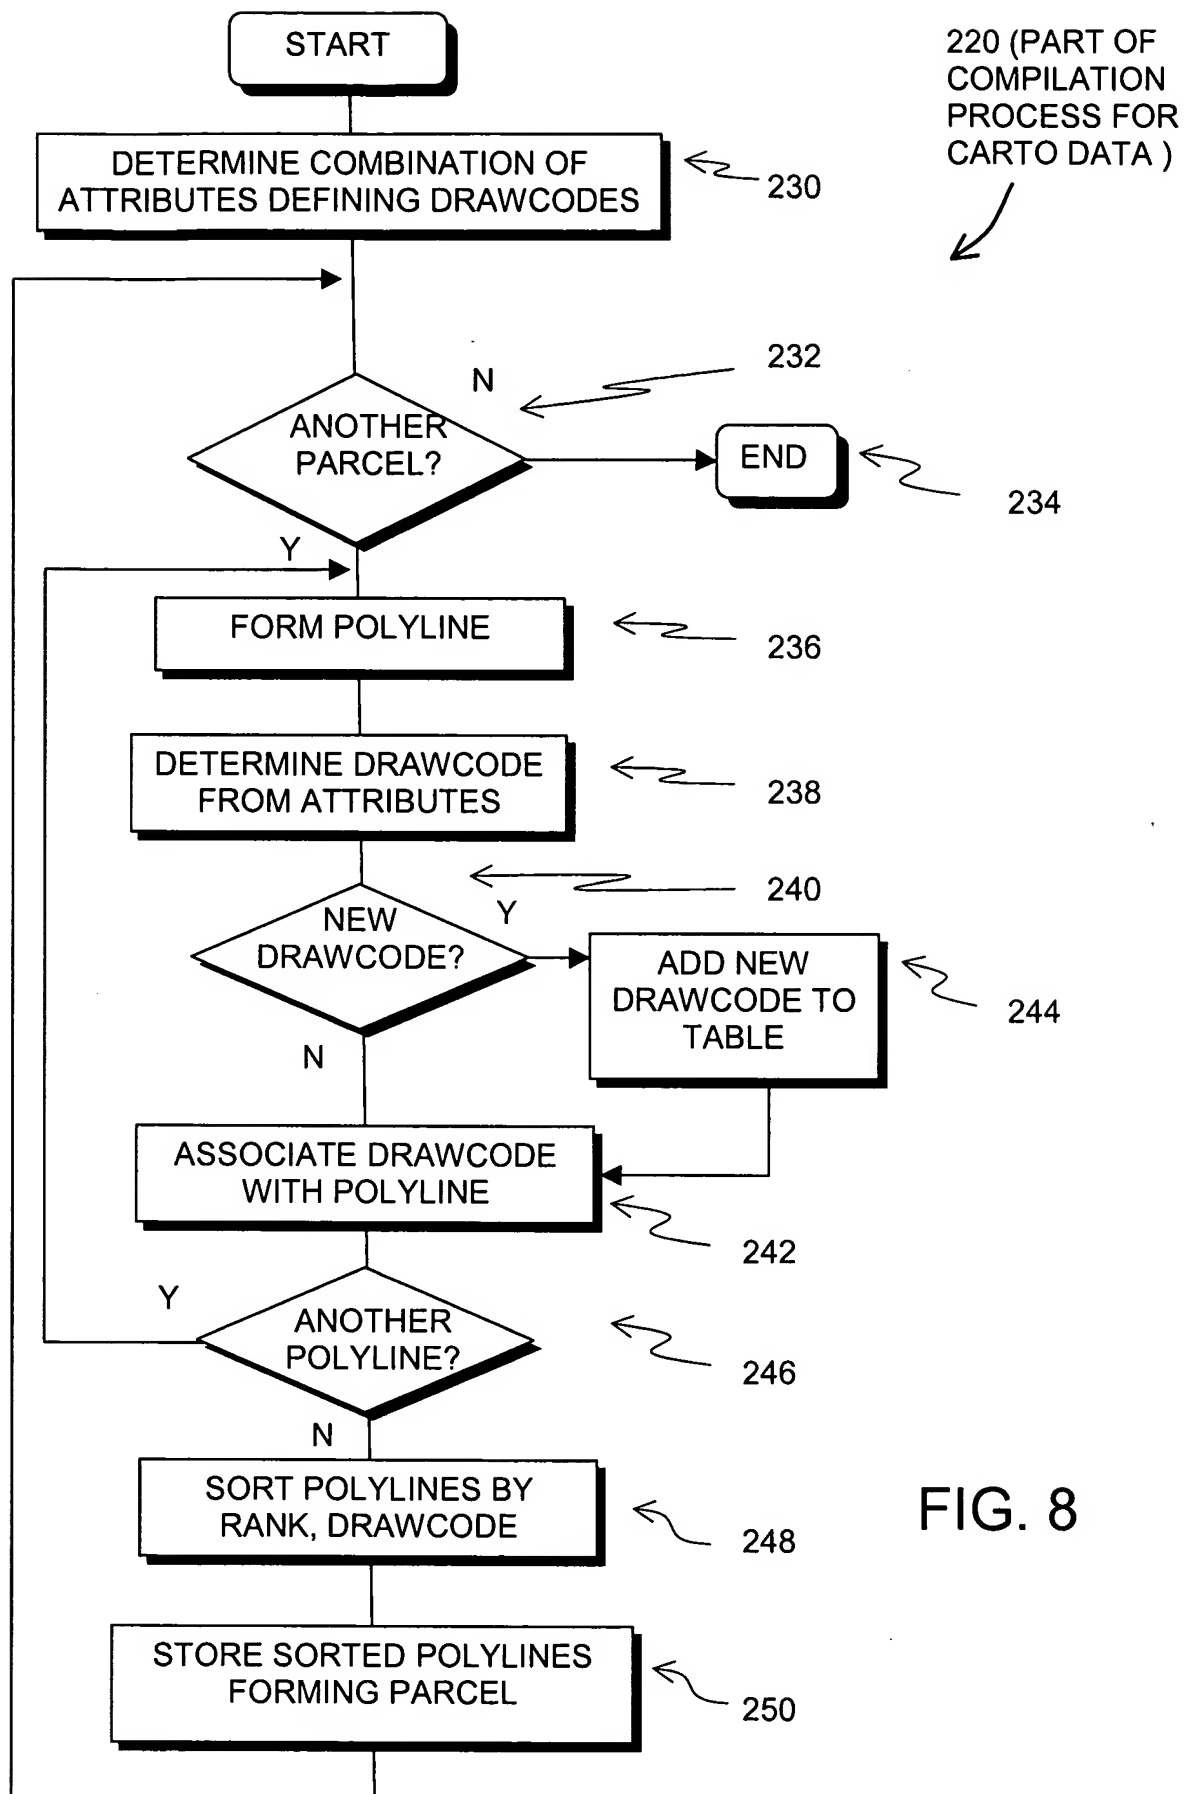 START
220 (PART OF
COMPILATION
PROCESS FOR
CARTO DATA )
DETERMINE COMBINATION OF
ATTRIBUTES DEFINING DRAWCODES
230
232
N
ANOTHER
PARCEL?
END
234
Y
FORM POLYLINE
236
DETERMINE DRAWCODE
FROM ATTRIBUTES
238
240
Y
NEW
DRAWCODE?
ADD NEW
DRAWCODE TO
TABLE
244
N
ASSOCIATE DRAWCODE
WITH POLYLINE
242
Y
ANOTHER
POLYLINE?
246
N
SORT POLYLINES BY
RANK, DRAWCODE
248
FIG. 8
STORE SORTED POLYLINES
FORMING PARCEL
250